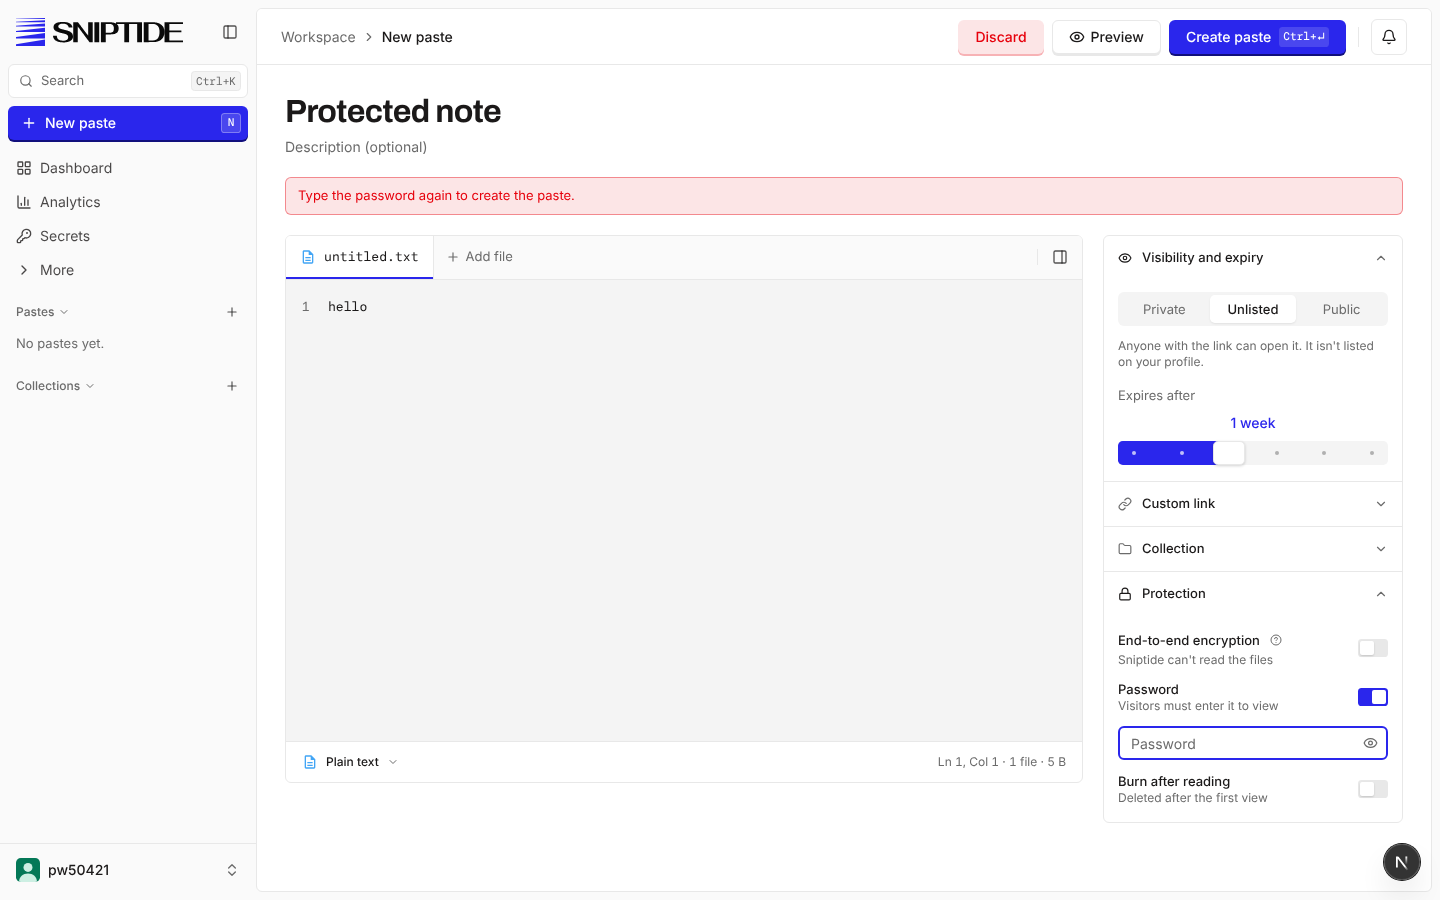 SNIPTIDE
Search Ctrl+K
New paste N
Dashboard
Analytics
Secrets
More
Pastes
No pastes yet.
Collections
pw50421
Workspace > New paste
Discard
Preview
Create paste Ctrl+↵
Protected note
Description (optional)
Type the password again to create the paste.
untitled.txt
Add file
1 hello
Plain text
Ln 1, Col 1 · 1 file · 5 B
Visibility and expiry
Private Unlisted Public
Anyone with the link can open it. It isn't listed
on your profile.
Expires after
1 week
Custom link
Collection
Protection
End-to-end encryption
Sniptide can't read the files
Password
Visitors must enter it to view
Password
Burn after reading
Deleted after the first view
N